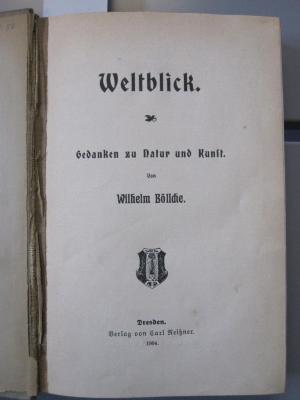 Weltblick.
Gedanken zu Natur und Kunst.
Von
Wilhelm Bölsche.
Dresden.
Verlag von Carl Reißner.
1904.